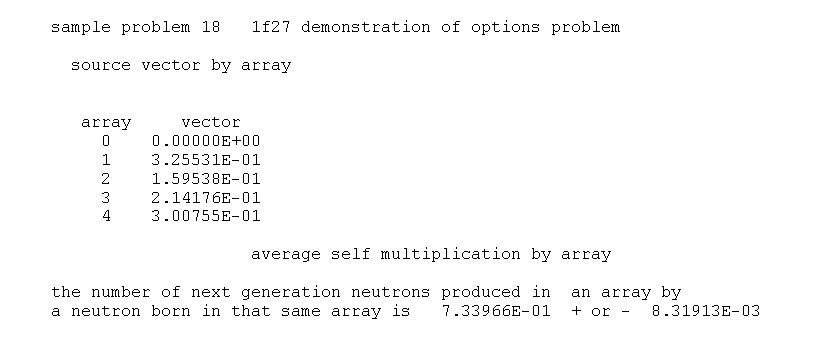 sample problem 18 1f27 demonstration of options problem
source vector by array
array vector
0 0.00000E+00
1 3.25531E-01
2 1.59538E-01
3 2.14176E-01
4 3.00755E-01
average self multiplication by array
the number of next generation neutrons produced in an array by
a neutron born in that same array is 7.33966E-01 + or - 8.31913E-03